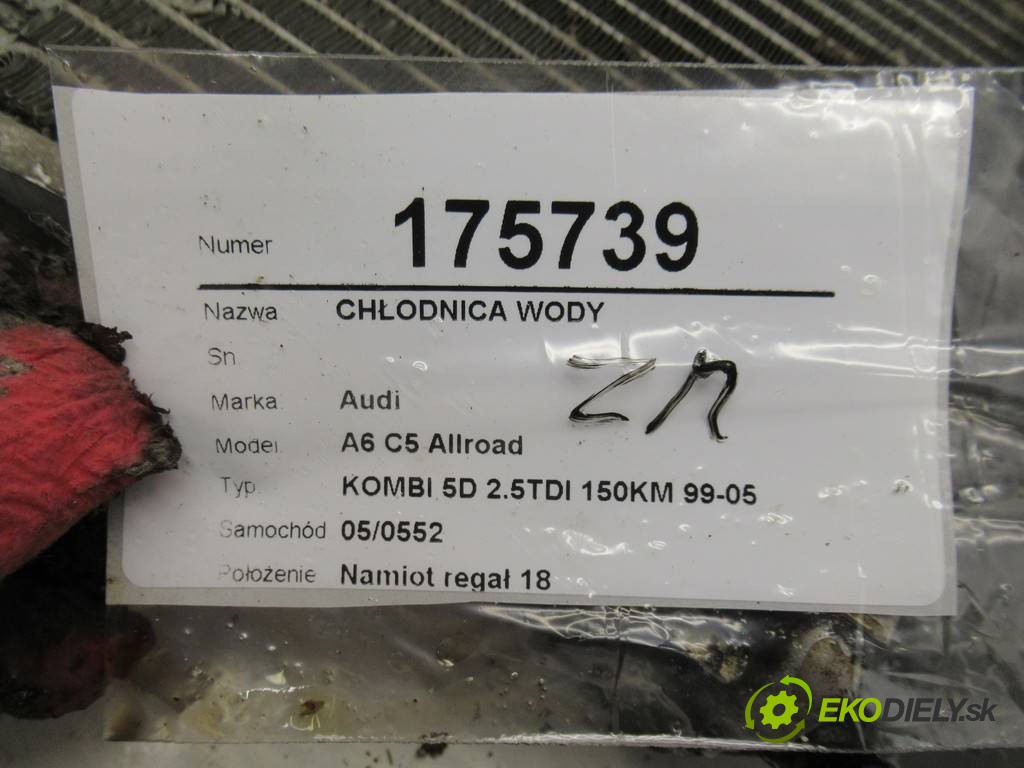 Numer 175739
Nazwa CHŁODNICA WODY
Sn
Marka Audi
Model A6 C5 Allroad
Typ KOMBI 5D 2.5TDI 150KM 99-05
Samochód 05/0552
Położenie Namiot regał 18
EKODIELY.sk